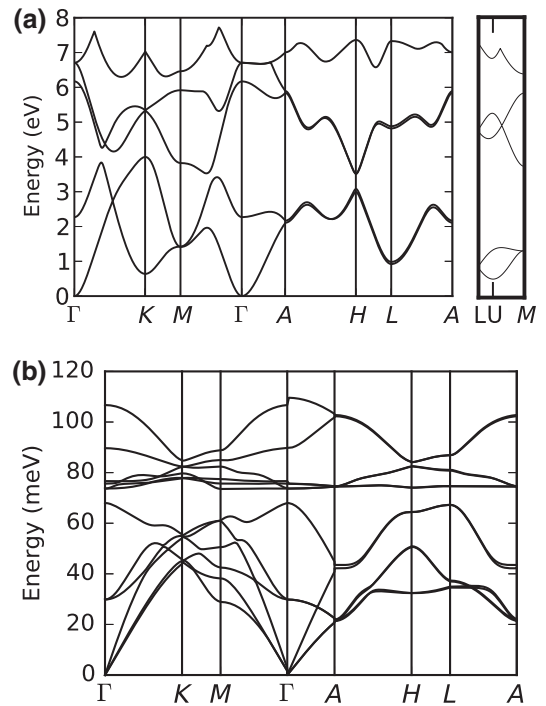 (a)
8
7
6
5
4
3
2
1
0
Energy (eV)
Γ K M Γ A H L A
LU M
(b)
120
100
80
60
40
20
0
Energy (meV)
Γ K M Γ A H L A